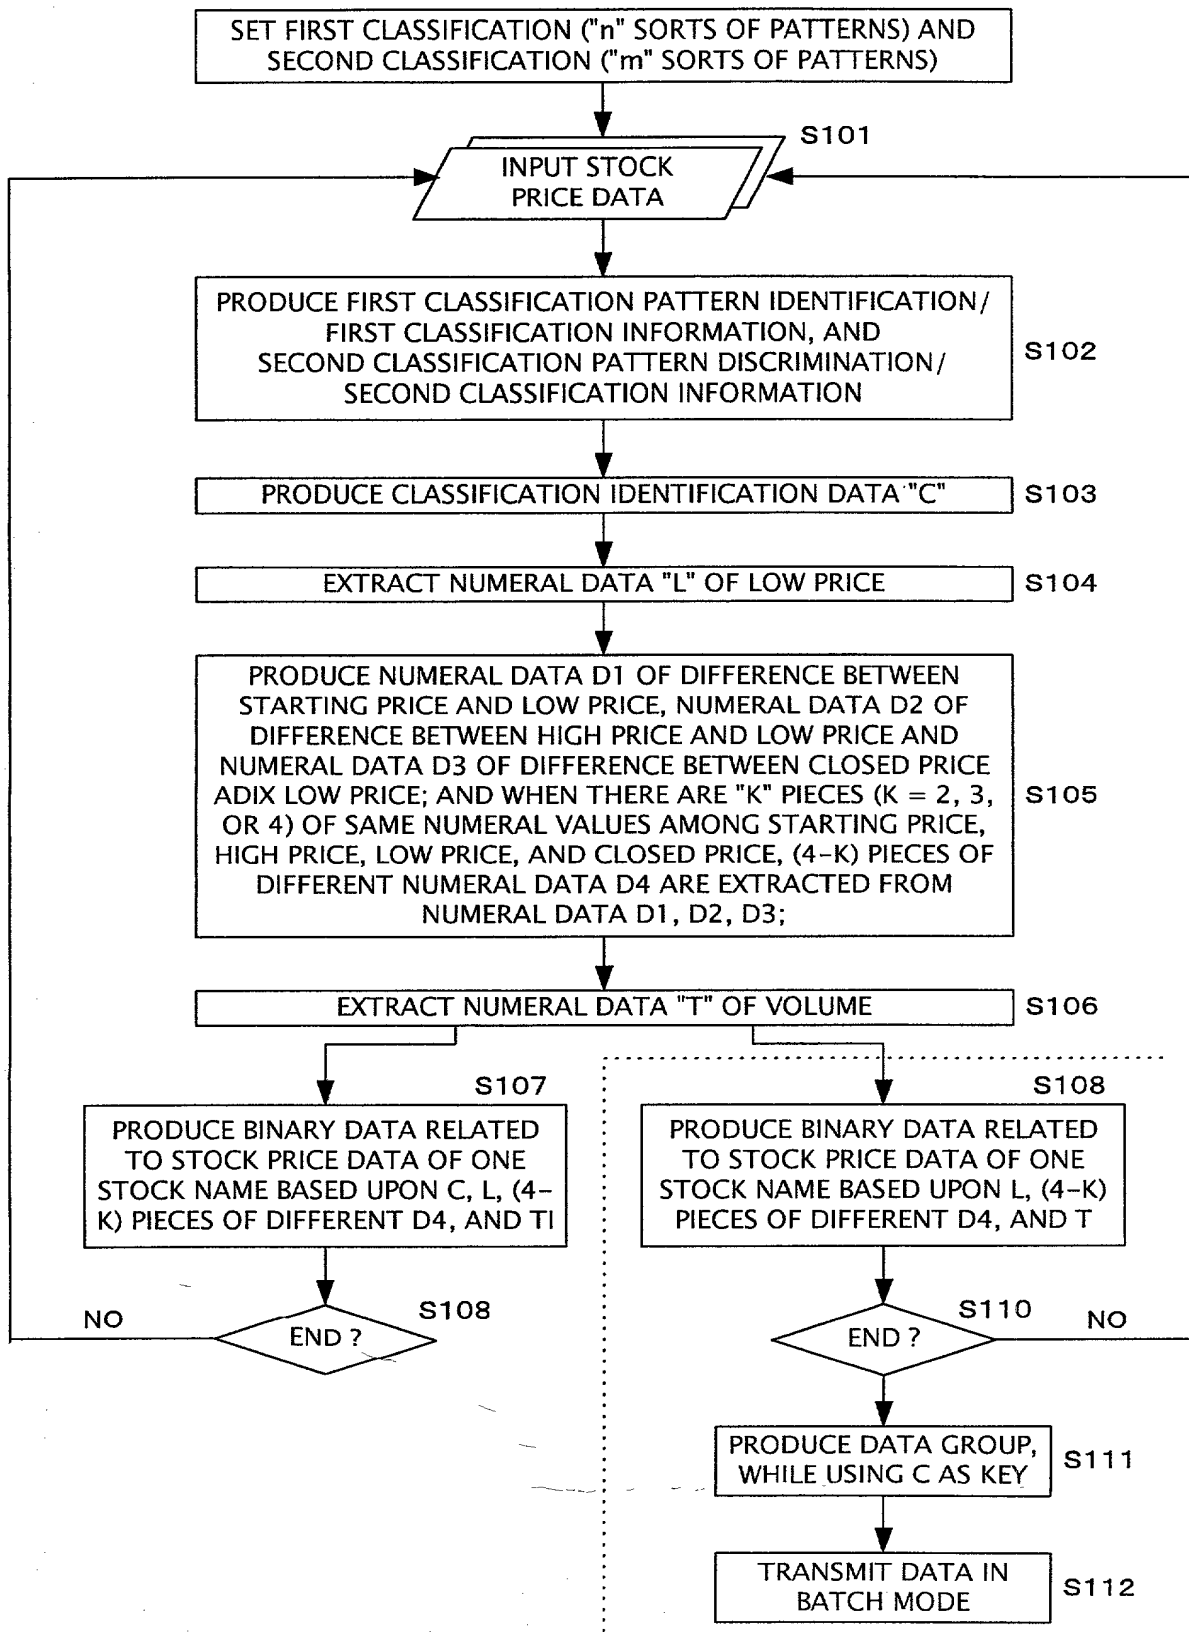 SET FIRST CLASSIFICATION ("n" SORTS OF PATTERNS) AND
SECOND CLASSIFICATION ("m" SORTS OF PATTERNS)
S101
INPUT STOCK
PRICE DATA
PRODUCE FIRST CLASSIFICATION PATTERN IDENTIFICATION/
FIRST CLASSIFICATION INFORMATION, AND
SECOND CLASSIFICATION PATTERN DISCRIMINATION/
SECOND CLASSIFICATION INFORMATION
S102
PRODUCE CLASSIFICATION IDENTIFICATION DATA "C"
S103
EXTRACT NUMERAL DATA "L" OF LOW PRICE
S104
PRODUCE NUMERAL DATA D1 OF DIFFERENCE BETWEEN
STARTING PRICE AND LOW PRICE, NUMERAL DATA D2 OF
DIFFERENCE BETWEEN HIGH PRICE AND LOW PRICE AND
NUMERAL DATA D3 OF DIFFERENCE BETWEEN CLOSED PRICE
ADIX LOW PRICE; AND WHEN THERE ARE "K" PIECES (K = 2, 3,
OR 4) OF SAME NUMERAL VALUES AMONG STARTING PRICE,
HIGH PRICE, LOW PRICE, AND CLOSED PRICE, (4-K) PIECES OF
DIFFERENT NUMERAL DATA D4 ARE EXTRACTED FROM
NUMERAL DATA D1, D2, D3;
S105
EXTRACT NUMERAL DATA "T" OF VOLUME
S106
S107
PRODUCE BINARY DATA RELATED
TO STOCK PRICE DATA OF ONE
STOCK NAME BASED UPON C, L, (4-
K) PIECES OF DIFFERENT D4, AND TI
S108
END ?
NO
S108
PRODUCE BINARY DATA RELATED
TO STOCK PRICE DATA OF ONE
STOCK NAME BASED UPON L, (4-K)
PIECES OF DIFFERENT D4, AND T
S110
END ?
NO
PRODUCE DATA GROUP,
WHILE USING C AS KEY
S111
TRANSMIT DATA IN
BATCH MODE
S112